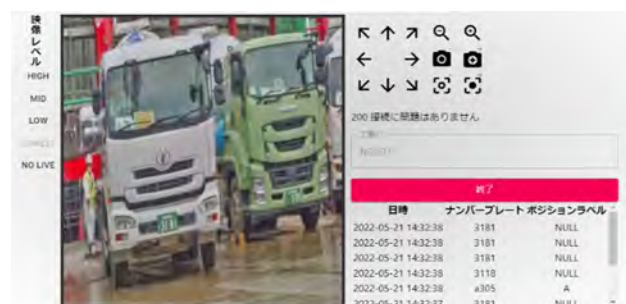 映像レベル
HIGH
MID
LOW
NO LIVE
200 接続に問題はありません
終了
日時 ナンバープレート ポジションラベル
2022-05-21 14:32:38 3181 NULL
2022-05-21 14:32:38 3181 NULL
2022-05-21 14:32:38 3118 NULL
2022-05-21 14:32:38 a305 A
2022-05-21 14:32:37 3181 NULL